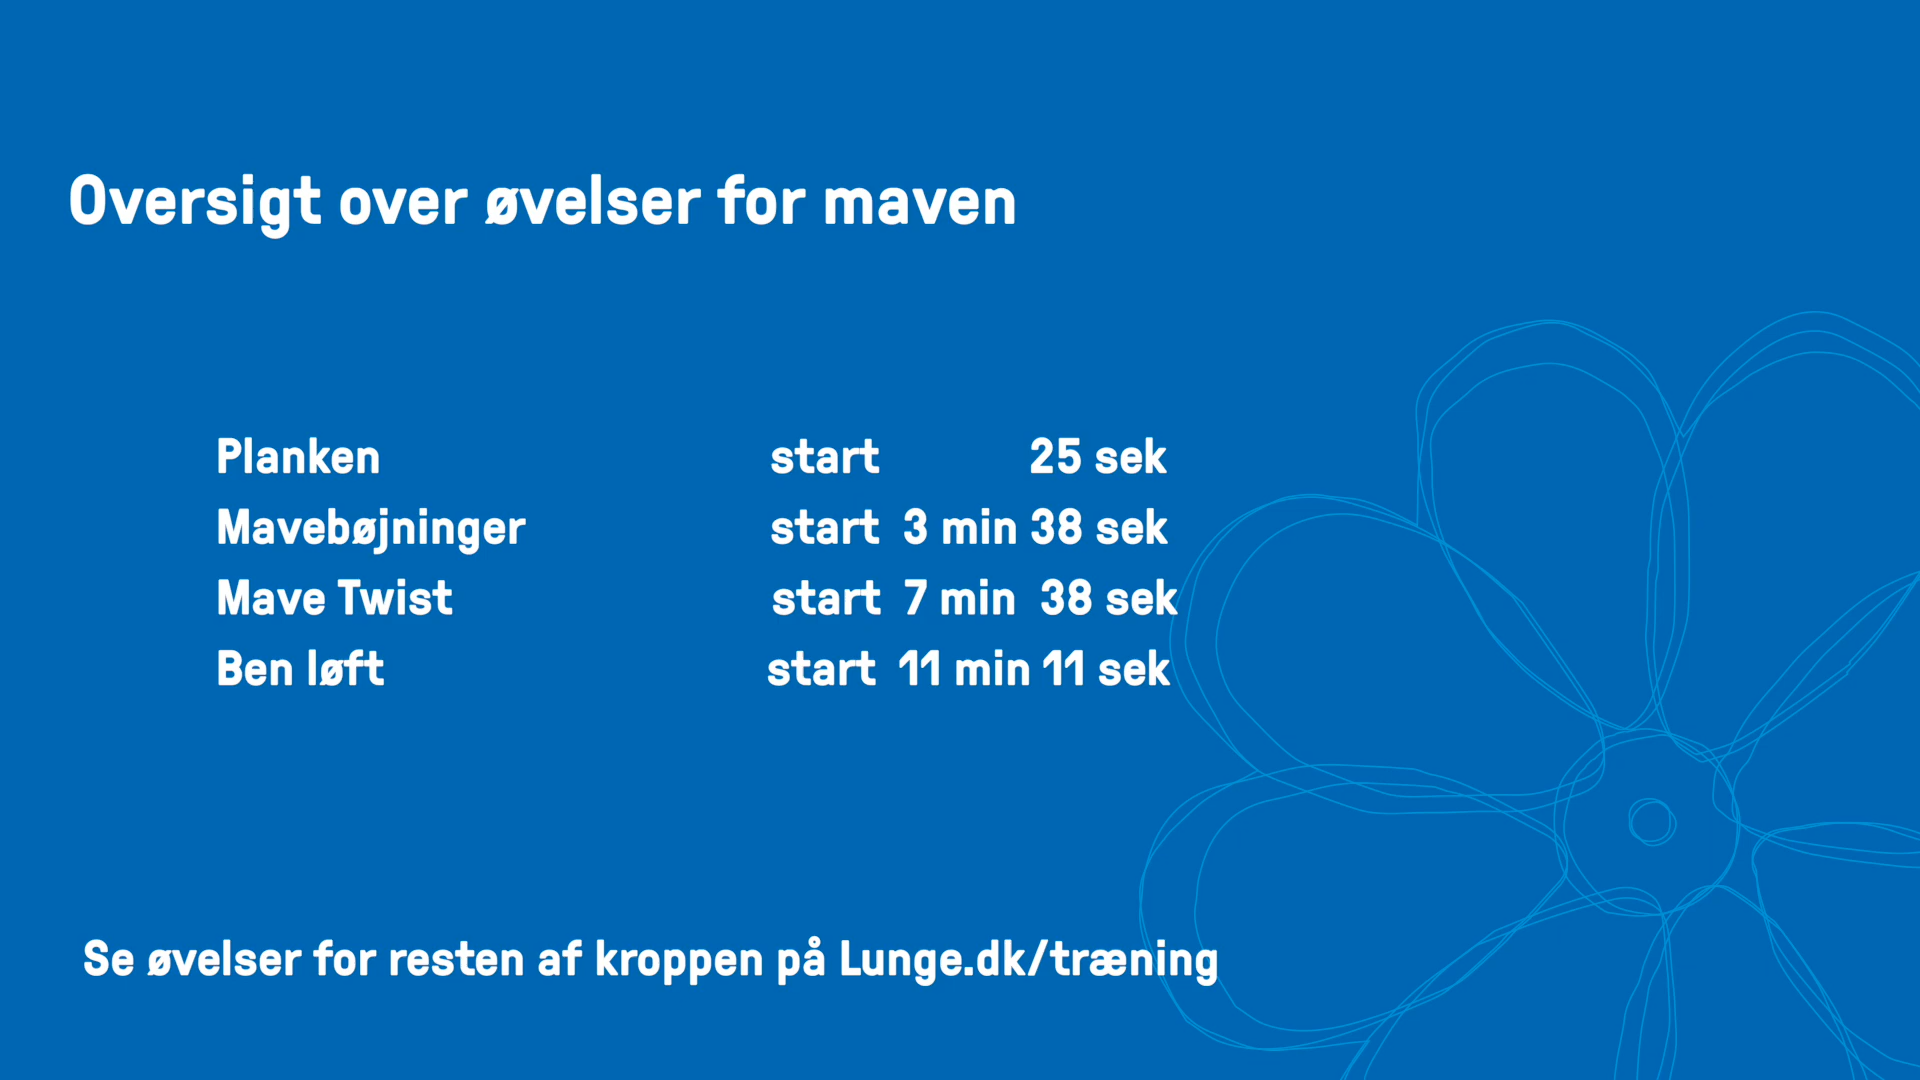 Oversigt over øvelser for maven
Planken start 25 sek
Mavebøjninger start 3 min 38 sek
Mave Twist start 7 min 38 sek
Ben løft start 11 min 11 sek
Se øvelser for resten af kroppen på Lunge.dk/træning